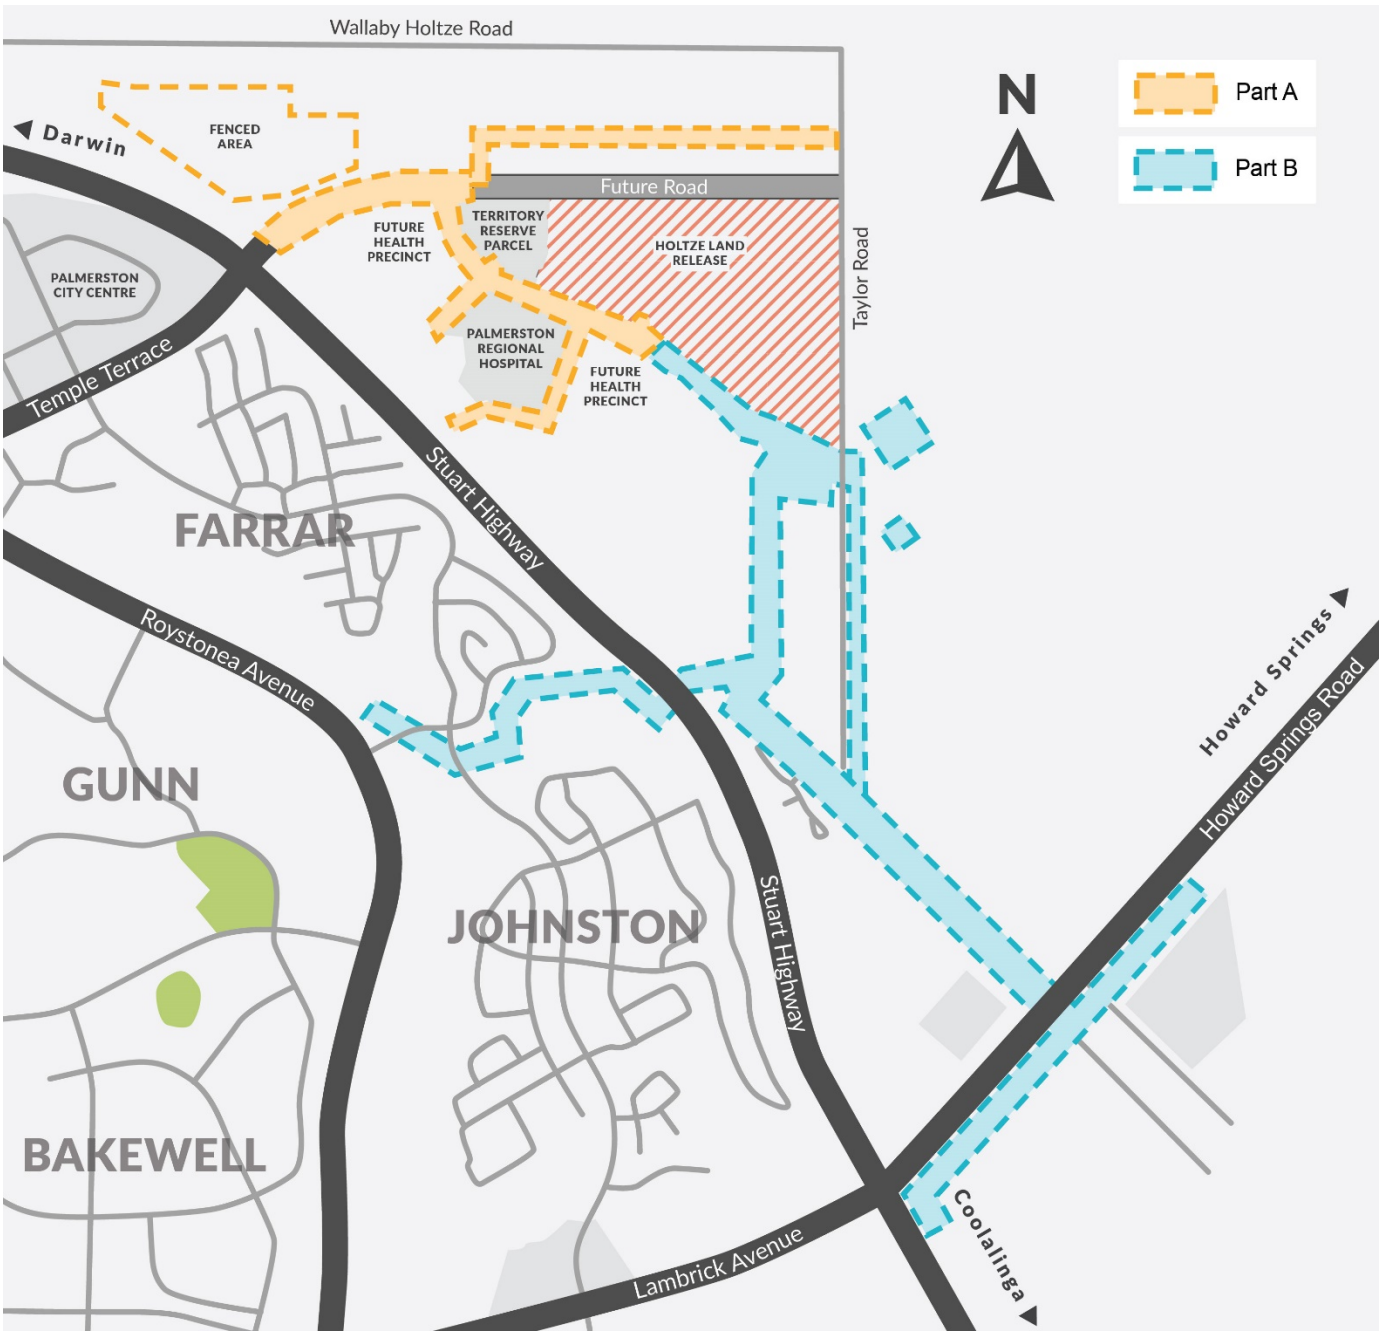 Wallaby Holtze Road
N
Part A
Part B
Darwin
FENCED
AREA
Future Road
TERRITORY
RESERVE
PARCEL
FUTURE
HEALTH
PRECINCT
HOLTZE LAND
RELEASE
Taylor Road
PALMERSTON
CITY CENTRE
PALMERSTON
REGIONAL
HOSPITAL
FUTURE
HEALTH
PRECINCT
Temple Terrace
Stuart Highway
FARRAR
Roystonea Avenue
Howard Springs
Howard Springs Road
GUNN
JOHNSTON
Stuart Highway
BAKEWELL
Coolalinga
Lambrick Avenue